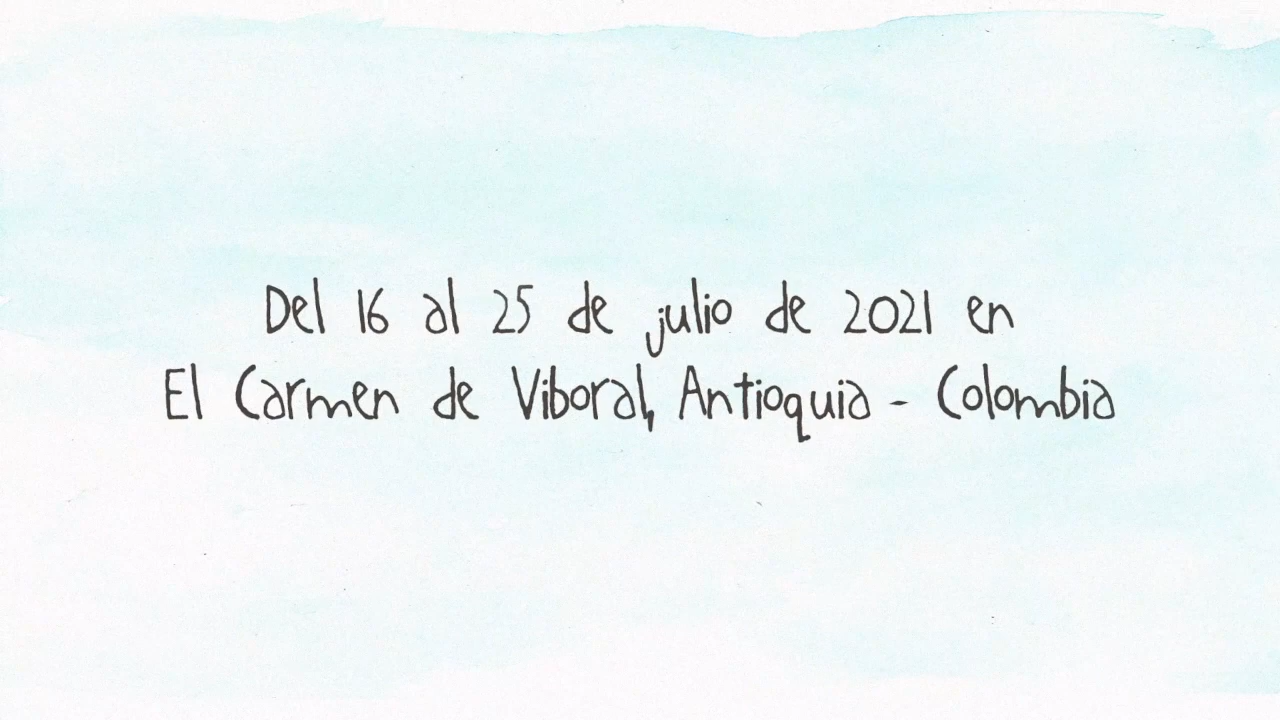 Del 16 al 25 de julio de 2021 en
El Carmen de Viboral, Antioquia - Colombia